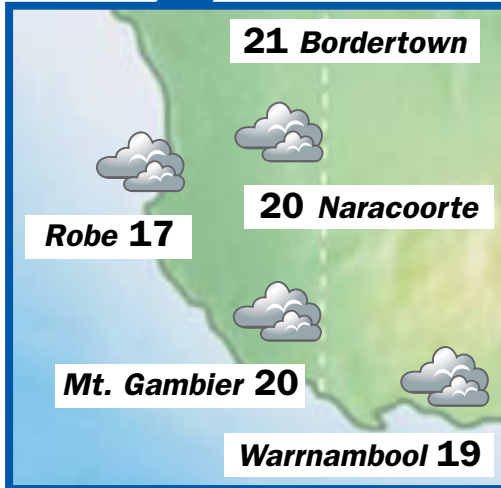 21 Bordertown
20 Naracoorte
Robe 17
Mt. Gambier 20
Warrnambool 19